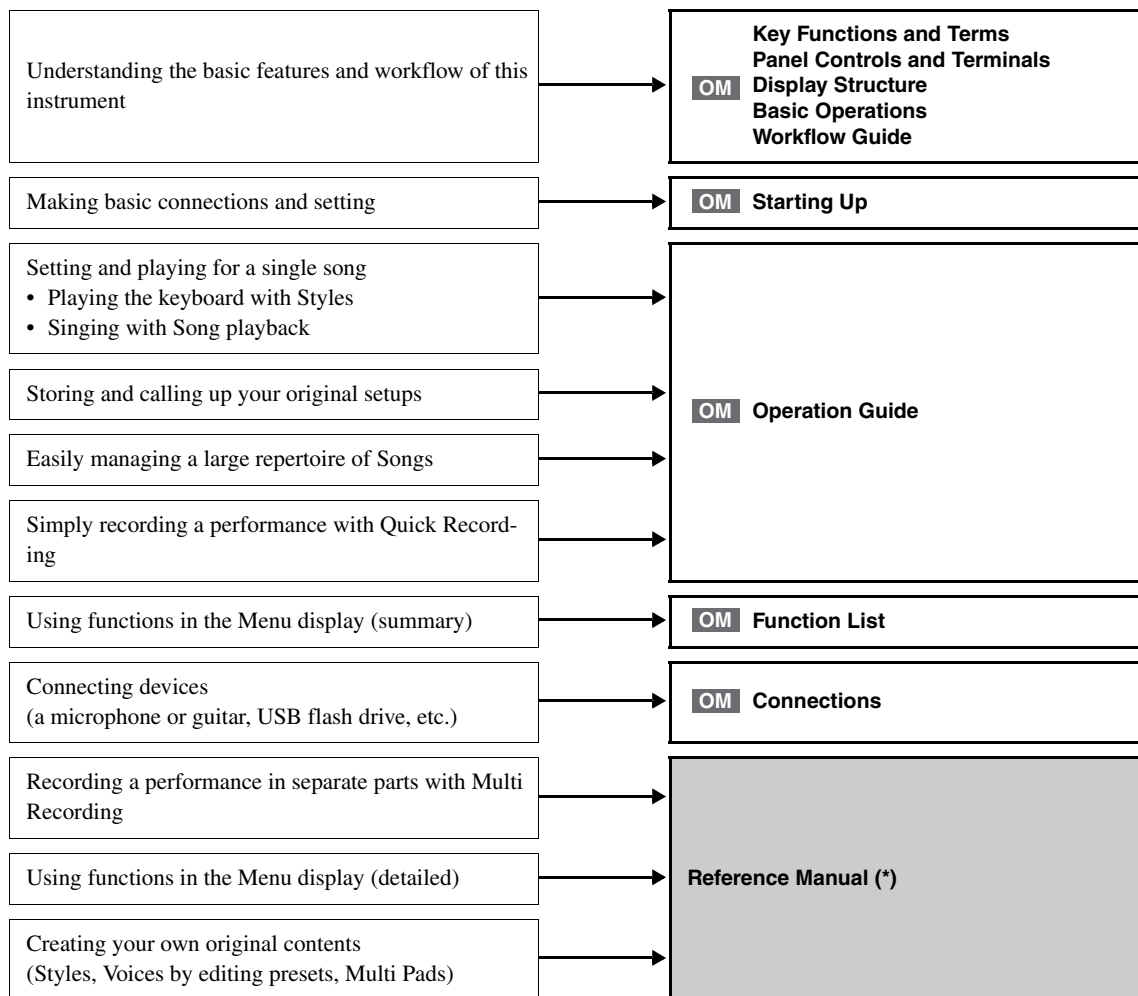 Understanding the basic features and workflow of this
instrument
OM
Key Functions and Terms
Panel Controls and Terminals
Display Structure
Basic Operations
Workflow Guide
Making basic connections and setting
OM Starting Up
Setting and playing for a single song
• Playing the keyboard with Styles
• Singing with Song playback
Storing and calling up your original setups
Easily managing a large repertoire of Songs
Simply recording a performance with Quick Record-
ing
OM Operation Guide
Using functions in the Menu display (summary)
OM Function List
Connecting devices
(a microphone or guitar, USB flash drive, etc.)
OM Connections
Recording a performance in separate parts with Multi
Recording
Using functions in the Menu display (detailed)
Creating your own original contents
(Styles, Voices by editing presets, Multi Pads)
Reference Manual (*)